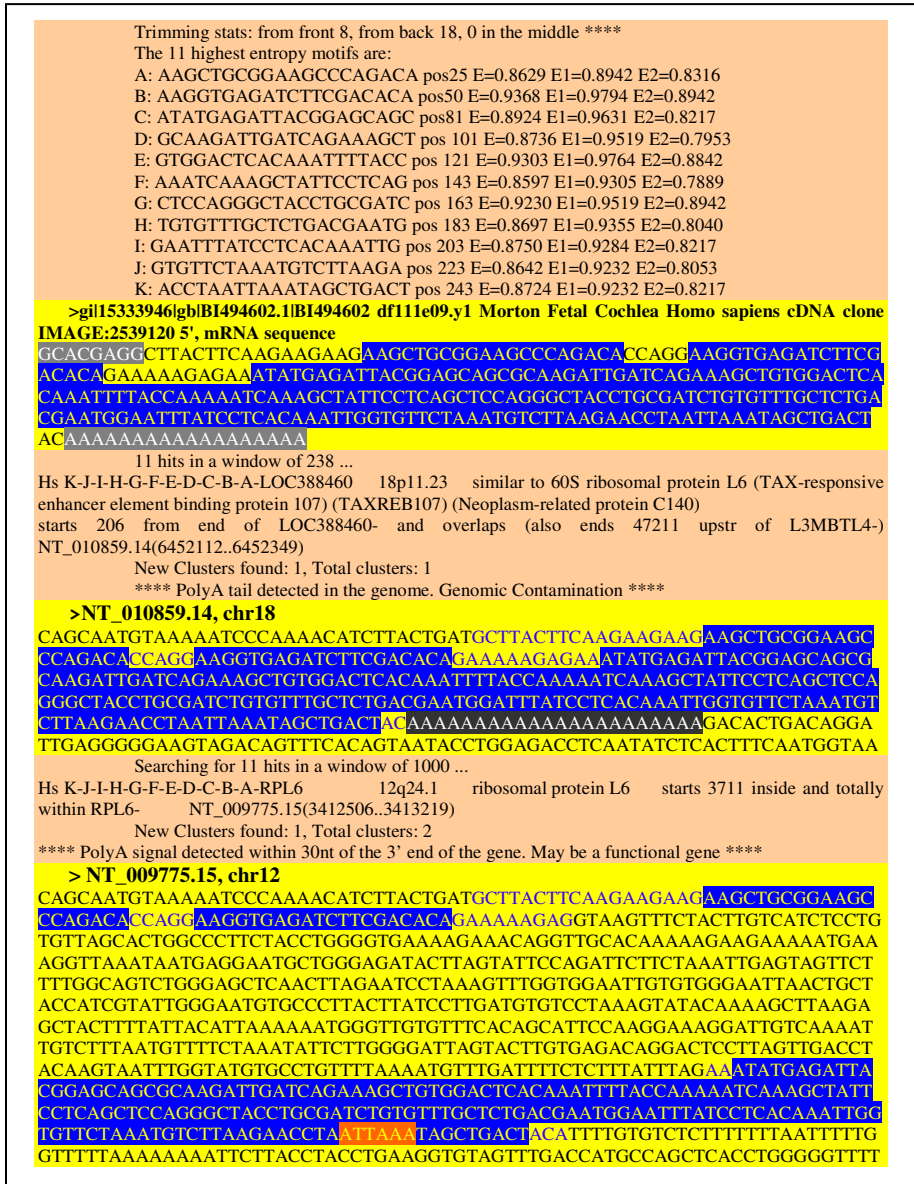 Trimming stats: from front 8, from back 18, 0 in the middle ****
The 11 highest entropy motifs are:
A: AAGCTGCGGAAGCCCAGACA pos25 E=0.8629 E1=0.8942 E2=0.8316
B: AAGGTGAGATCTTCGACACA pos50 E=0.9368 E1=0.9794 E2=0.8942
C: ATATGAGATTACGGAGCAGC pos81 E=0.8924 E1=0.9631 E2=0.8217
D: GCAAGATTGATCAGAAAGCT pos 101 E=0.8736 E1=0.9519 E2=0.7953
E: GTGGACTCACAAATTTTACC pos 121 E=0.9303 E1=0.9764 E2=0.8842
F: AAATCAAAGCTATTCCTCAG pos 143 E=0.8597 E1=0.9305 E2=0.7889
G: CTCCAGGGCTACCTGCGATC pos 163 E=0.9230 E1=0.9519 E2=0.8942
H: TGTGTTTGCTCTGACGAATG pos 183 E=0.8697 E1=0.9355 E2=0.8040
I: GAATTTATCCTCACAAATTG pos 203 E=0.8750 E1=0.9284 E2=0.8217
J: GTGTTCTAAATGTCTTAAGA pos 223 E=0.8642 E1=0.9232 E2=0.8053
K: ACCTAATTAAATAGCTGACT pos 243 E=0.8724 E1=0.9232 E2=0.8217
>gi|15333946|gb|BI494602.1|BI494602 df111e09.y1 Morton Fetal Cochlea Homo sapiens cDNA clone
IMAGE:2539120 5', mRNA sequence
GCACGAGGCTTACTTCAAGAAGAAGAAGCTGCGGAAGCCCAGACACCAGGAAGGTGAGATCTTCG
ACACAGAAAAAGAGAAATATGAGATTACGGAGCAGCGCAAGATTGATCAGAAAGCTGTGGACTCA
CAAATTTTACCAAAAATCAAAGCTATTCCTCAGCTCCAGGGCTACCTGCGATCTGTGTTTGCTCTGA
CGAATGGAATTTATCCTCACAAATTGGTGTTCTAAATGTCTTAAGAACCTAATTAAATAGCTGACT
ACAAAAAAAAAAAAAAAAAA
11 hits in a window of 238 ...
Hs K-J-I-H-G-F-E-D-C-B-A-LOC388460 18p11.23 similar to 60S ribosomal protein L6 (TAX-responsive
enhancer element binding protein 107) (TAXREB107) (Neoplasm-related protein C140)
starts 206 from end of LOC388460- and overlaps (also ends 47211 upstr of L3MBTL4-)
NT_010859.14(6452112..6452349)
New Clusters found: 1, Total clusters: 1
**** PolyA tail detected in the genome. Genomic Contamination ****
>NT_010859.14, chr18
CAGCAATGTAAAAATCCCAAAACATCTTACTGATGCTTACTTCAAGAAGAAGAAGCTGCGGAAGC
CCAGACACCAGGAAGGTGAGATCTTCGACACAGAAAAAGAGAAATATGAGATTACGGAGCAGCG
CAAGATTGATCAGAAAGCTGTGGACTCACAAATTTTACCAAAAATCAAAGCTATTCCTCAGCTCCA
GGGCTACCTGCGATCTGTGTTTGCTCTGACGAATGGATTTATCCTCACAAATTGGTGTTCTAAATGT
CTTAAGAACCTAATTAAATAGCTGACTACAAAAAAAAAAAAAAAAAAAAAAGACACTGACAGGA
TTGAGGGGGAAGTAGACAGTTTCACAGTAATACCTGGAGACCTCAATATCTCACTTTCAATGGTAA
Searching for 11 hits in a window of 1000 ...
Hs K-J-I-H-G-F-E-D-C-B-A-RPL6 12q24.1 ribosomal protein L6 starts 3711 inside and totally
within RPL6- NT_009775.15(3412506..3413219)
New Clusters found: 1, Total clusters: 2
**** PolyA signal detected within 30nt of the 3' end of the gene. May be a functional gene ****
> NT_009775.15, chr12
CAGCAATGTAAAAATCCCAAAACATCTTACTGATGCTTACTTCAAGAAGAAGAAGCTGCGGAAGC
CCAGACACCAGGAAGGTGAGATCTTCGACACAGAAAAAGAGGTAAGTTTCTACTTGTCATCTCCTG
TGTTAGCACTGGCCCTTCTACCTGGGGTGAAAAGAAACAGGTTGCACAAAAAGAAGAAAAATGAA
AGGTTAAATAATGAGGAATGCTGGGAGATACTTAGTATTCCAGATTCTTCTAAATTGAGTAGTTCT
TTTGGCAGTCTGGGAGCTCAACTTAGAATCCTAAAGTTTGGTGGAATTGTGTGGGAATTAACTGCT
ACCATCGTATTGGGAATGTGCCCTTACTTATCCTTGATGTGTCCTAAAGTATACAAAAGCTTAAGA
GCTACTTTTATTACATTAAAAAATGGGTTGTGTTTCACAGCATTCCAAGGAAAGGATTGTCAAAAT
TGTCTTTAATGTTTTCTAAATATTCTTGGGGATTAGTACTTGTGAGACAGGACTCCTTAGTTGACCT
ACAAGTAATTTGGTATGTGCCTGTTTTAAAATGTTTGATTTTCTCTTTATTTAGAAATATGAGATTA
CGGAGCAGCGCAAGATTGATCAGAAAGCTGTGGACTCACAAATTTTACCAAAAATCAAAGCTATT
CCTCAGCTCCAGGGCTACCTGCGATCTGTGTTTGCTCTGACGAATGGAATTTATCCTCACAAATTGG
TGTTCTAAATGTCTTAAGAACCTAATTAAATAGCTGACTACATTTTGTGTCTCTTTTTTTAATTTTTG
GTTTTTAAAAAAAATTCTTACCTACCTGAAGGTGTAGTTTGACCATGCCAGCTCACCTGGGGGTTTT